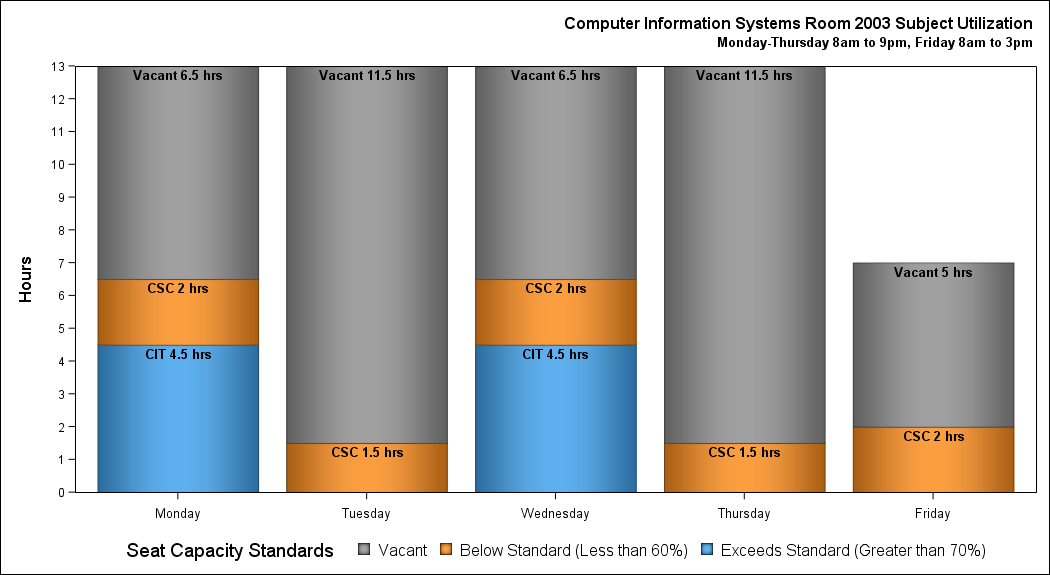 Computer Information Systems Room 2003 Subject Utilization
Monday-Thursday 8am to 9pm, Friday 8am to 3pm
Hours
13
12
11
10
9
8
7
6
5
4
3
2
1
0
Vacant 6.5 hrs
CSC 2 hrs
CIT 4.5 hrs
Vacant 11.5 hrs
CSC 1.5 hrs
Vacant 6.5 hrs
CSC 2 hrs
CIT 4.5 hrs
Vacant 11.5 hrs
CSC 1.5 hrs
Vacant 5 hrs
CSC 2 hrs
Monday Tuesday Wednesday Thursday Friday
Seat Capacity Standards Vacant Below Standard (Less than 60%) Exceeds Standard (Greater than 70%)